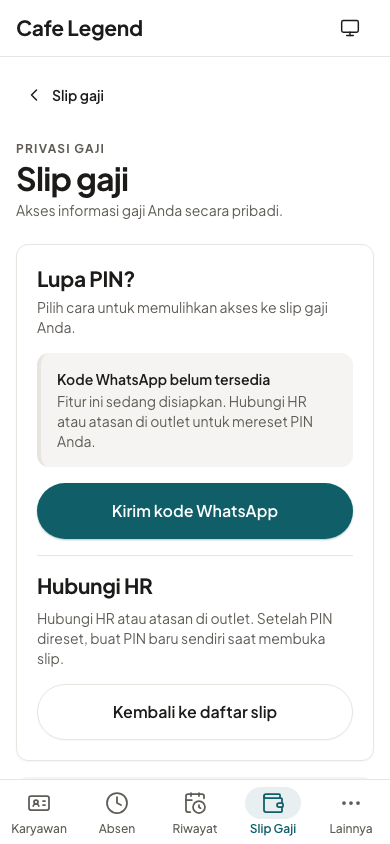 Cafe Legend
Slip gaji
PRIVASI GAJI
Slip gaji
Akses informasi gaji Anda secara pribadi.
Lupa PIN?
Pilih cara untuk memulihkan akses ke slip gaji
Anda.
Kode WhatsApp belum tersedia
Fitur ini sedang disiapkan. Hubungi HR
atau atasan di outlet untuk mereset PIN
Anda.
Kirim kode WhatsApp
Hubungi HR
Hubungi HR atau atasan di outlet. Setelah PIN
direset, buat PIN baru sendiri saat membuka
slip.
Kembali ke daftar slip
Karyawan Absen Riwayat Slip Gaji Lainnya